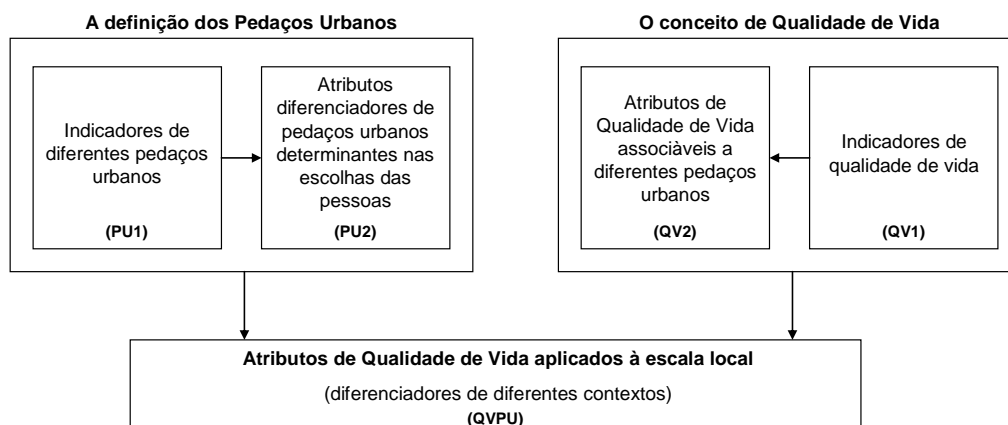 A definição dos Pedaços Urbanos
Indicadores de
diferentes pedaços
urbanos
(PU1)
Atributos
diferenciadores de
pedaços urbanos
determinantes nas
escolhas das
pessoas
(PU2)
O conceito de Qualidade de Vida
Atributos de
Qualidade de Vida
associàveis a
diferentes pedaços
urbanos
(QV2)
Indicadores de
qualidade de vida
(QV1)
Atributos de Qualidade de Vida aplicados à escala local
(diferenciadores de diferentes contextos)
(QVPU)